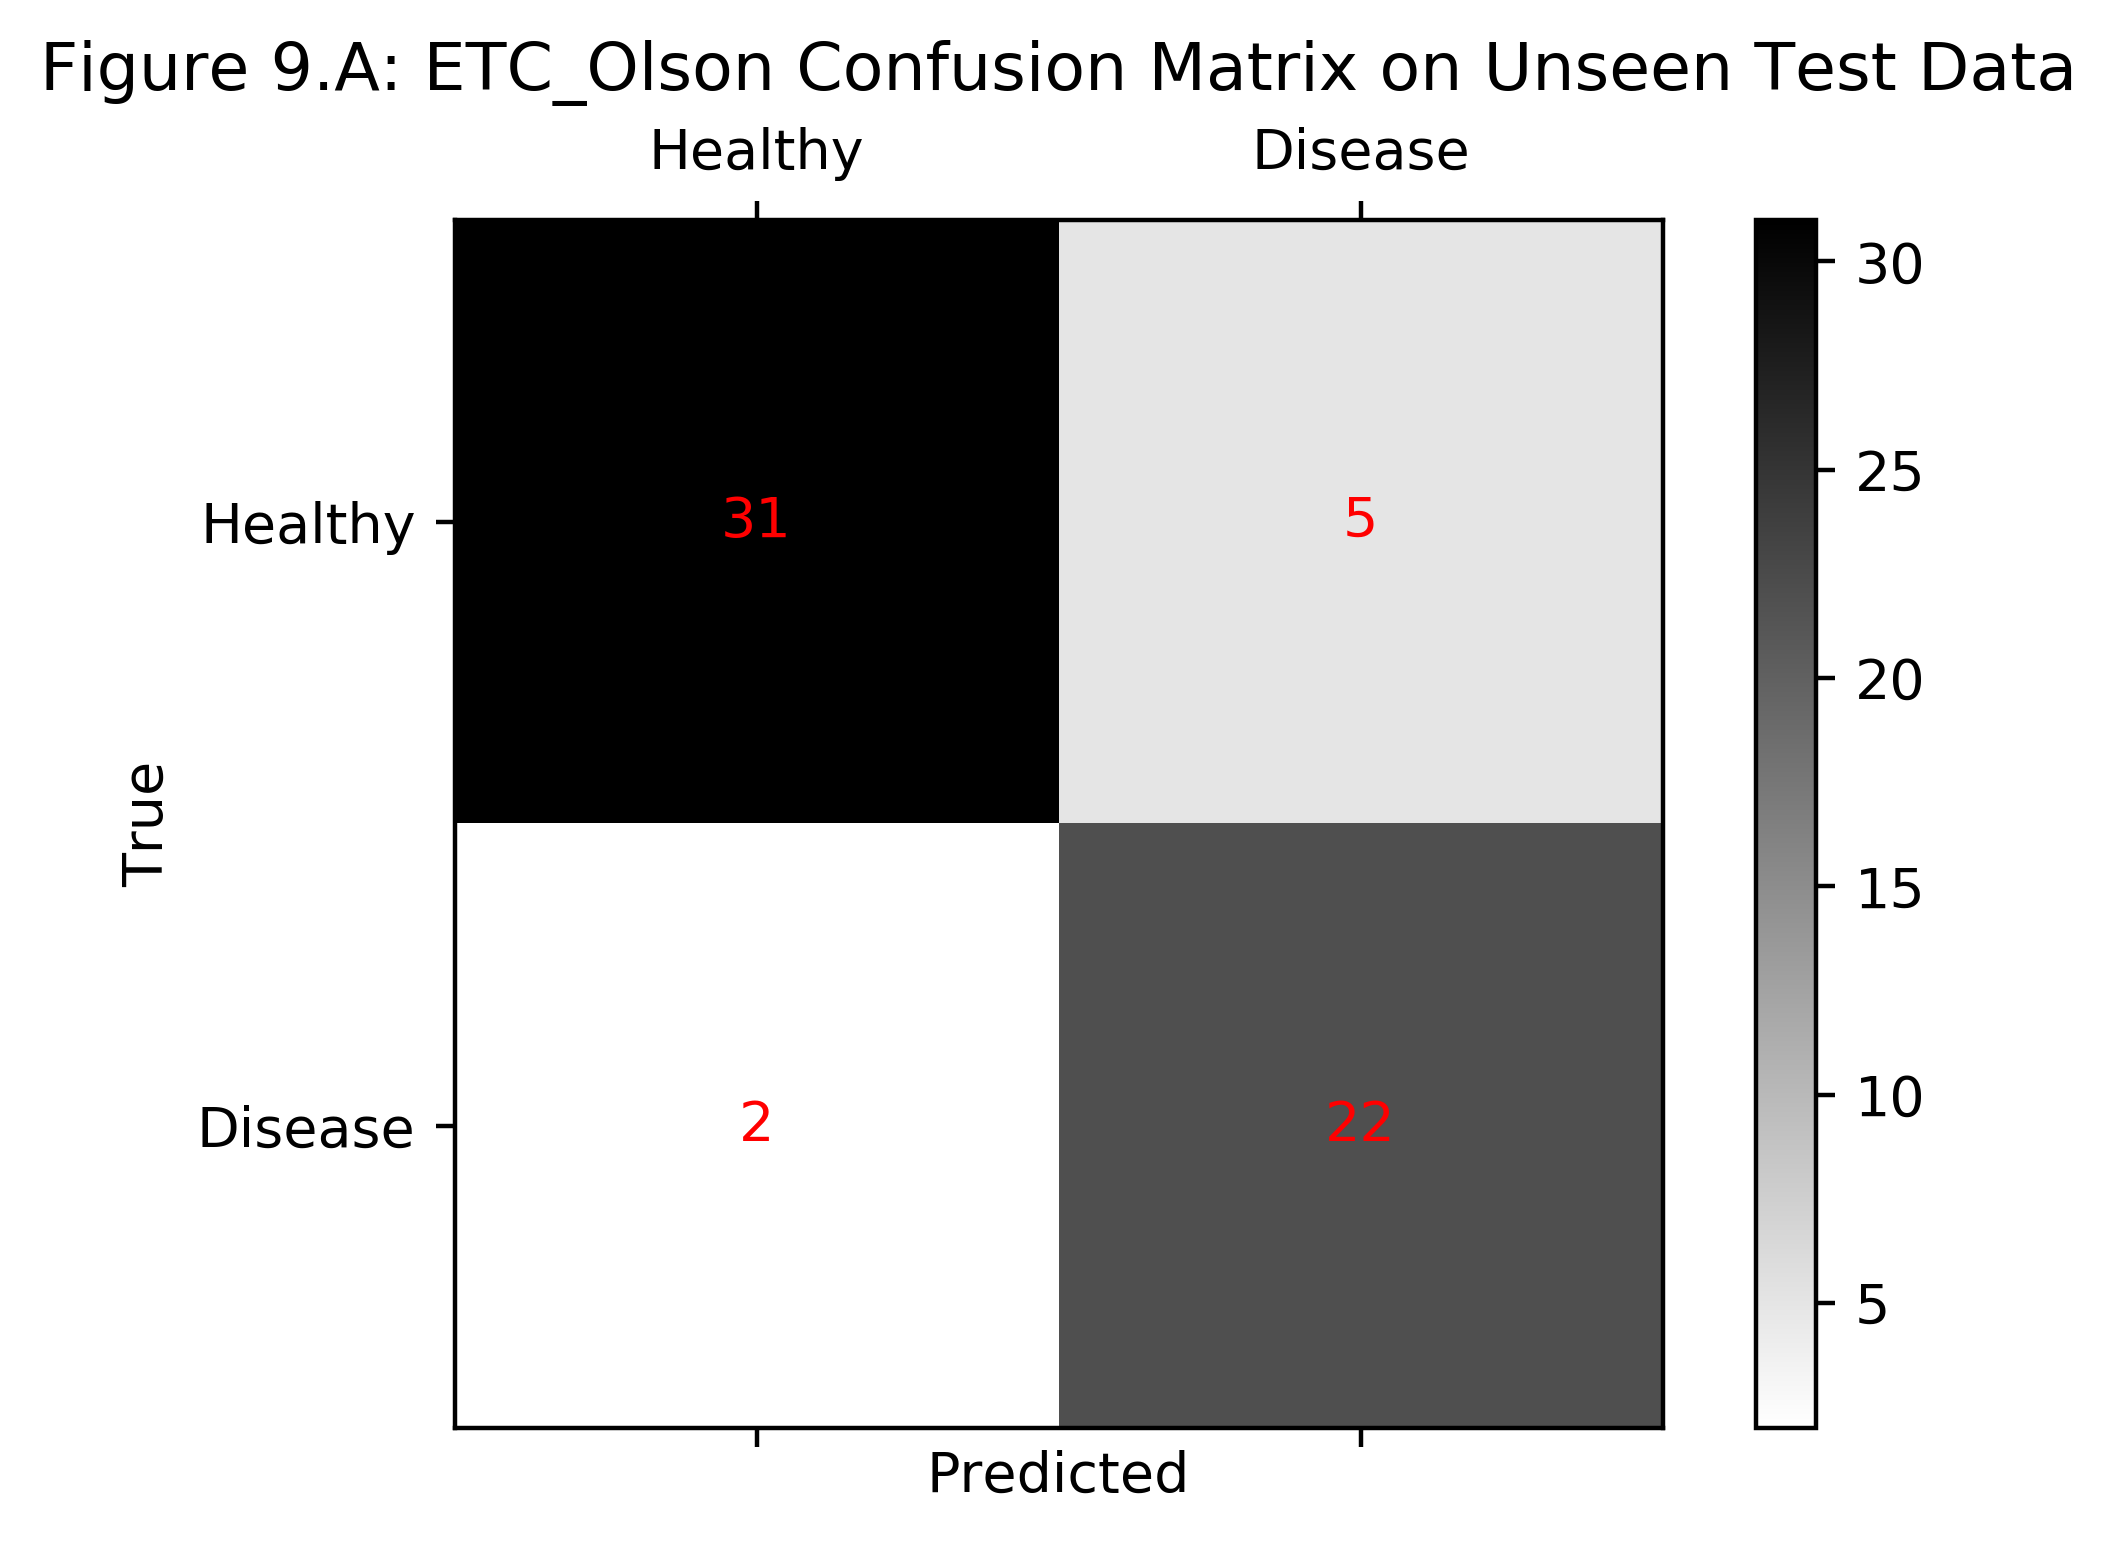 Figure 9.A: ETC_Olson Confusion Matrix on Unseen Test Data
Healthy Disease
30
25
20
15
10
5
Healthy 31 5
True
Disease 2 22
Predicted